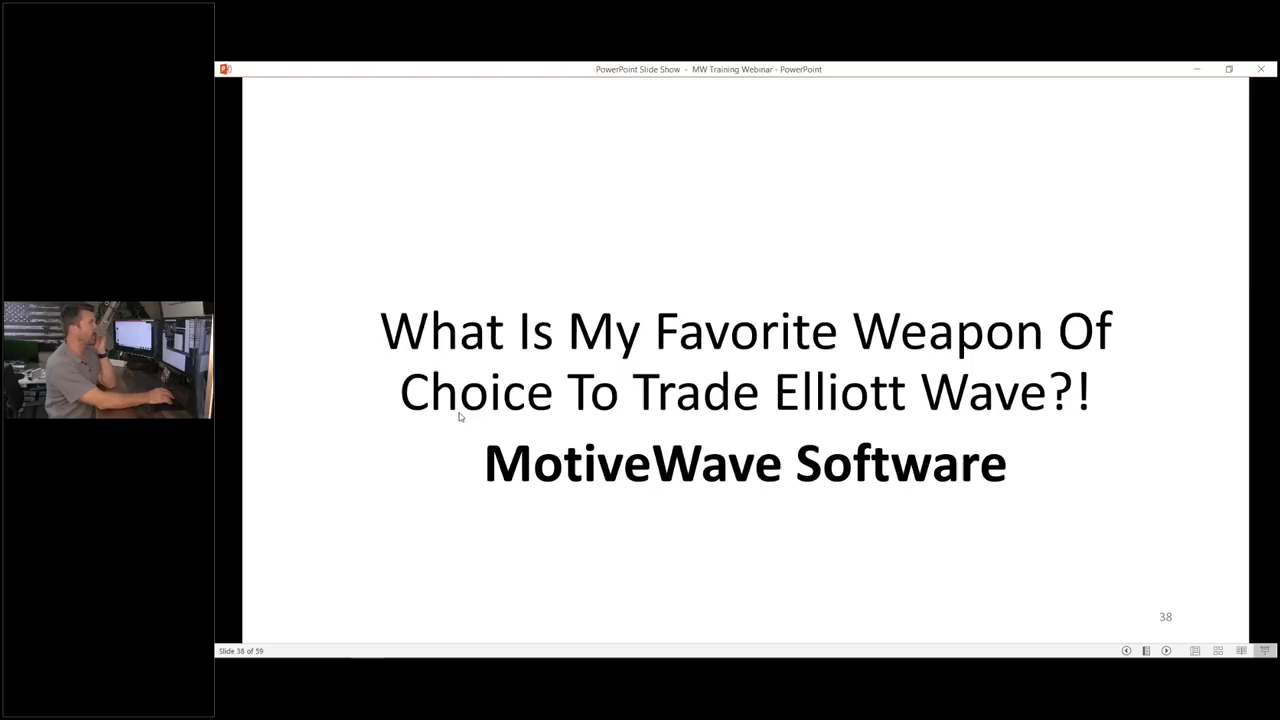 PowerPoint Slide Show - MW Training Webinar - PowerPoint
What Is My Favorite Weapon Of
Choice To Trade Elliott Wave?!
MotiveWave Software
38
Slide 38 of 59